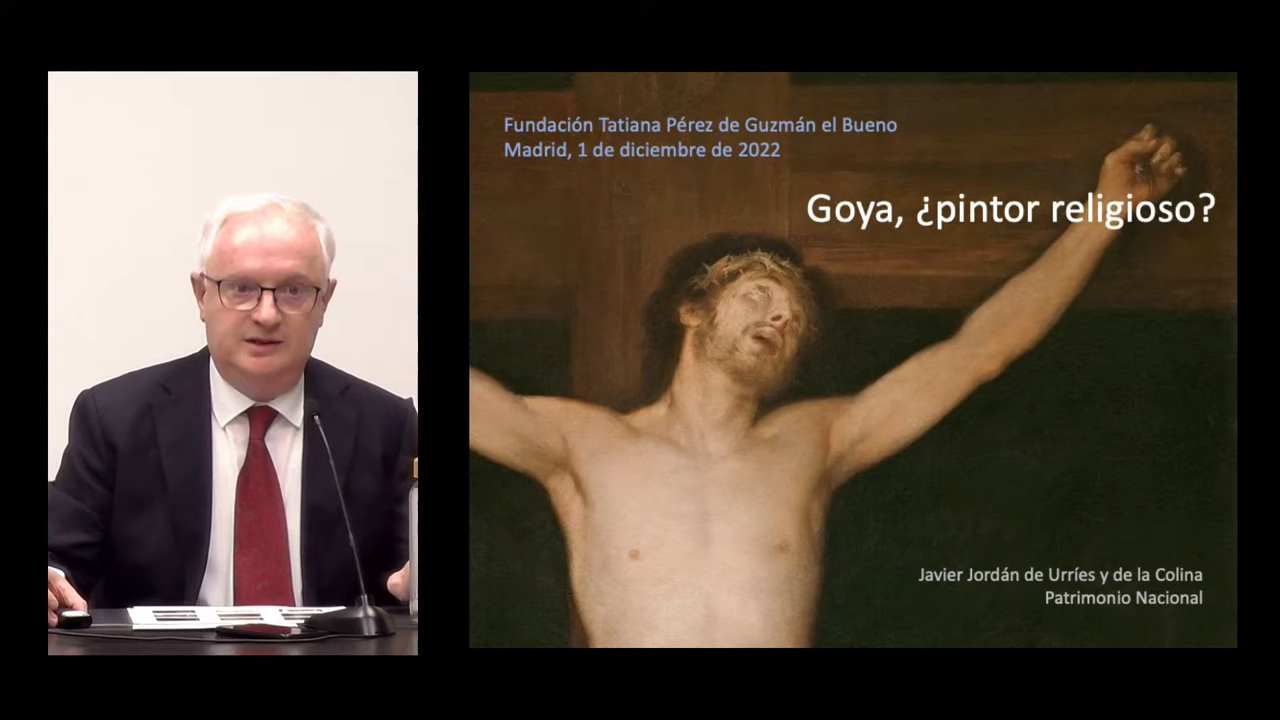 Fundación Tatiana Pérez de Guzmán el Bueno
Madrid, 1 de diciembre de 2022
Goya, ¿pintor religioso?
Javier Jordán de Urríes y de la Colina
Patrimonio Nacional